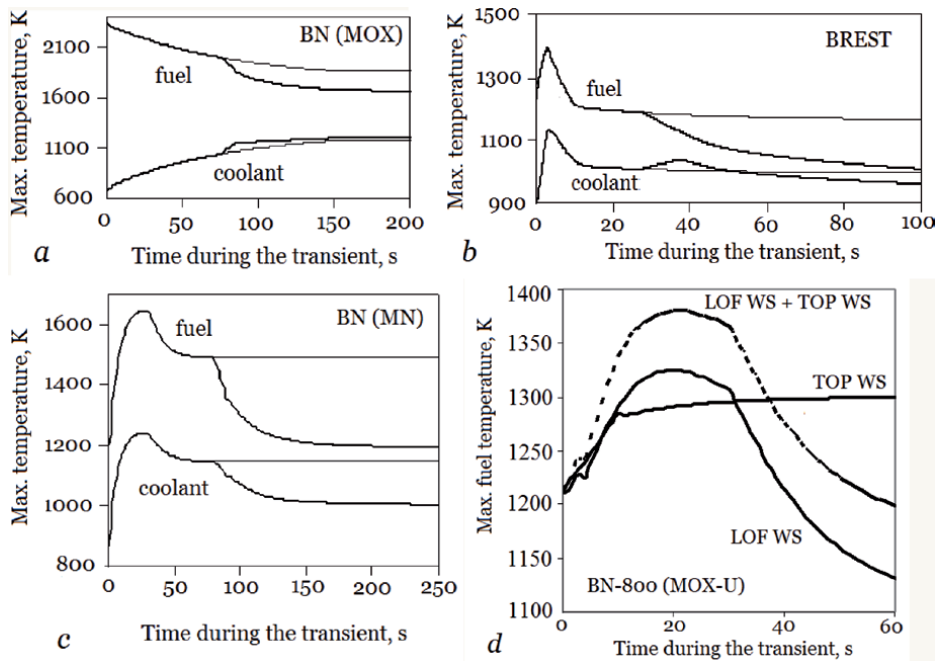 Max. temperature, K
2100
1600
1100
600
BN (MOX)
fuel
coolant
0
50
100
150
200
Time during the transient, s
a
Max. temperature, K
1500
1300
1100
900
BREST
fuel
coolant
0
20
40
60
80
100
Time during the transient, s
b
Max. temperature, K
1600
1400
1200
1000
800
BN (MN)
fuel
coolant
0
50
100
150
200
250
Time during the transient, s
c
Max. fuel temperature, K
1400
1350
1300
1250
1200
1150
1100
LOF WS + TOP WS
TOP WS
LOF WS
BN-800 (MOX-U)
0
20
40
60
Time during the transient, s
d